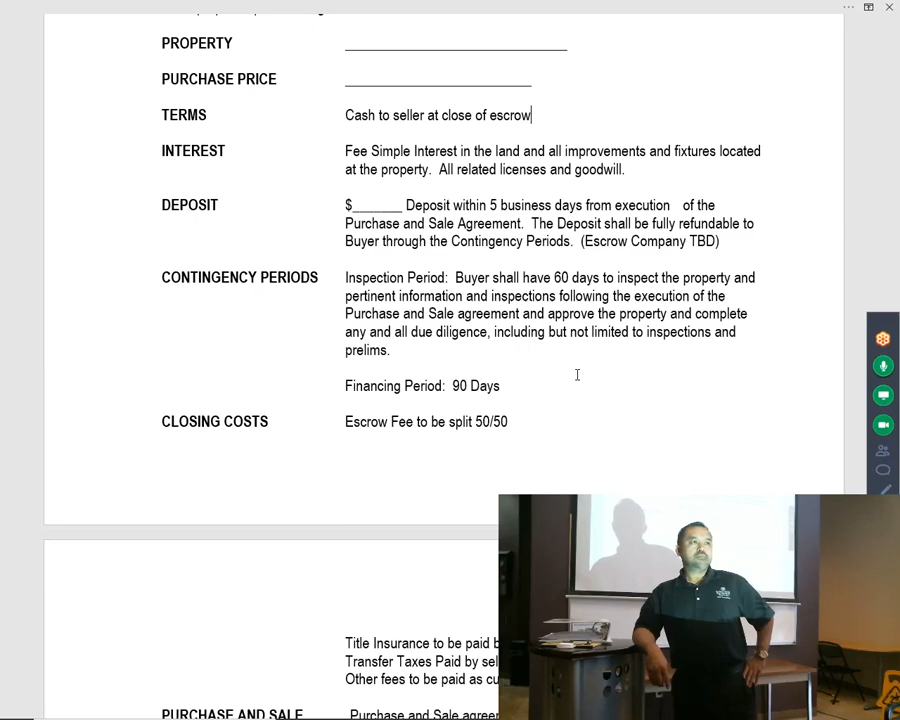 PROPERTY
PURCHASE PRICE
TERMS Cash to seller at close of escrow
INTEREST Fee Simple Interest in the land and all improvements and fixtures located
at the property. All related licenses and goodwill.
DEPOSIT $_______ Deposit within 5 business days from execution of the
Purchase and Sale Agreement. The Deposit shall be fully refundable to
Buyer through the Contingency Periods. (Escrow Company TBD)
CONTINGENCY PERIODS Inspection Period: Buyer shall have 60 days to inspect the property and
pertinent information and inspections following the execution of the
Purchase and Sale agreement and approve the property and complete
any and all due diligence, including but not limited to inspections and
prelims.
Financing Period: 90 Days
CLOSING COSTS Escrow Fee to be split 50/50
Title Insurance to be paid
Transfer Taxes Paid by
Other fees to be paid as
PURCHASE AND SALE Purchase and Sale